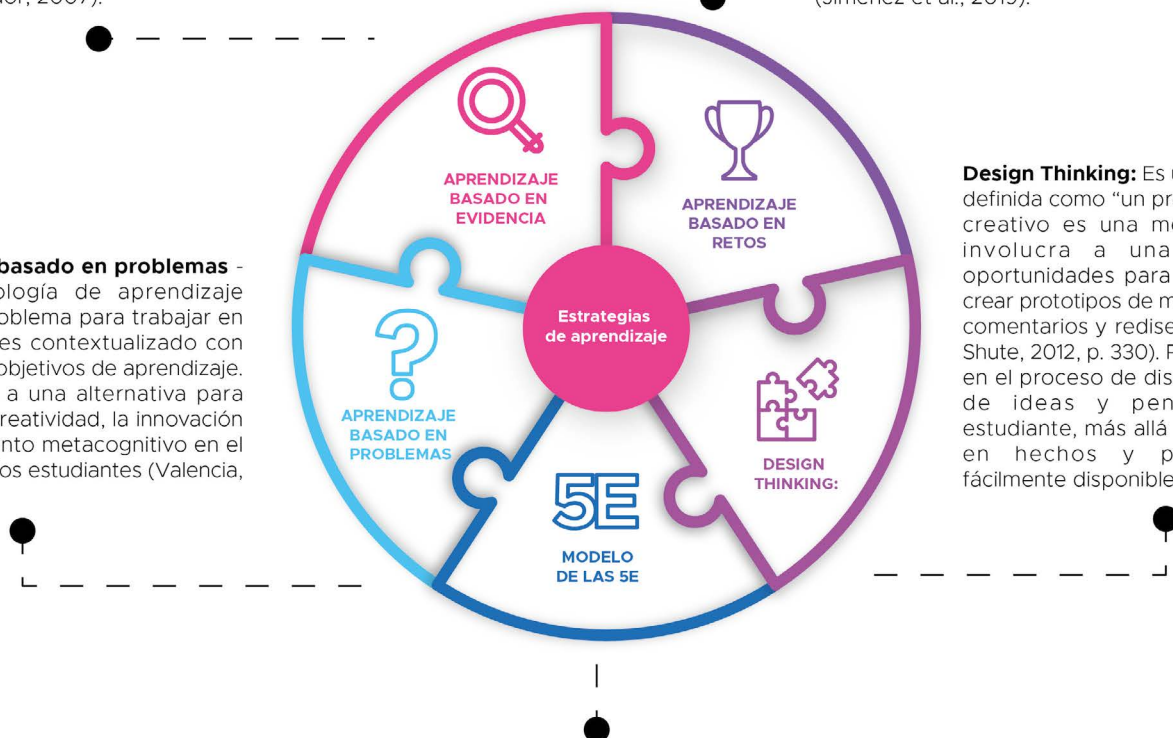 (Jiménez et al., 2019).
APRENDIZAJE
BASADO EN
EVIDENCIA
APRENDIZAJE
BASADO EN
RETOS
Estrategias
de aprendizaje
APRENDIZAJE
BASADO EN
PROBLEMAS
5E
MODELO
DE LAS 5E
DESIGN
THINKING:
basado en problemas -
ología de aprendizaje
oblema para trabajar en
es contextualizado con
objetivos de aprendizaje.
a una alternativa para
reatividad, la innovación
nto metacognitivo en el
os estudiantes (Valencia,
Design Thinking: Es
definida como “un pr
creativo es una me
involucra a una
oportunidades para
crear prototipos de m
comentarios y redise
Shute, 2012, p. 330). P
en el proceso de dis
de ideas y pen
estudiante, más allá
en hechos y p
fácilmente disponible